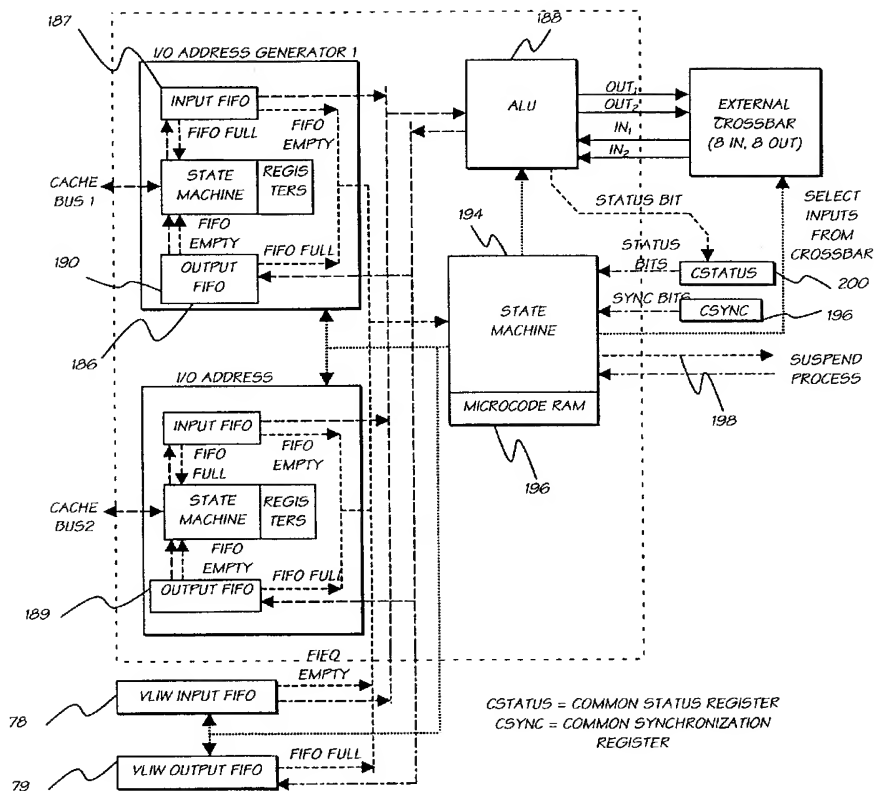 187
188
I/O ADDRESS GENERATOR 1
INPUT FIFO
FIFO FULL
FIFO EMPTY
STATE MACHINE
REGIS TERS
CACHE BUS 1
FIFO EMPTY
FIFO FULL
OUTPUT FIFO
190
186
ALU
OUT1
OUT2
IN1
IN2
EXTERNAL CROSSBAR (8 IN, 8 OUT)
STATUS BIT
SELECT INPUTS FROM CROSSBAR
194
STATUS BITS
CSTATUS
200
SYNC BITS
CSYNC
196
STATE MACHINE
SUSPEND PROCESS
198
MICROCODE RAM
196
I/O ADDRESS
INPUT FIFO
FIFO FULL
FIFO EMPTY
STATE MACHINE
REGIS TERS
CACHE BUS2
FIFO EMPTY
FIFO FULL
OUTPUT FIFO
189
FIFO EMPTY
VLIW INPUT FIFO
78
FIFO FULL
VLIW OUTPUT FIFO
79
CSTATUS = COMMON STATUS REGISTER
CSYNC = COMMON SYNCHRONIZATION
REGISTER